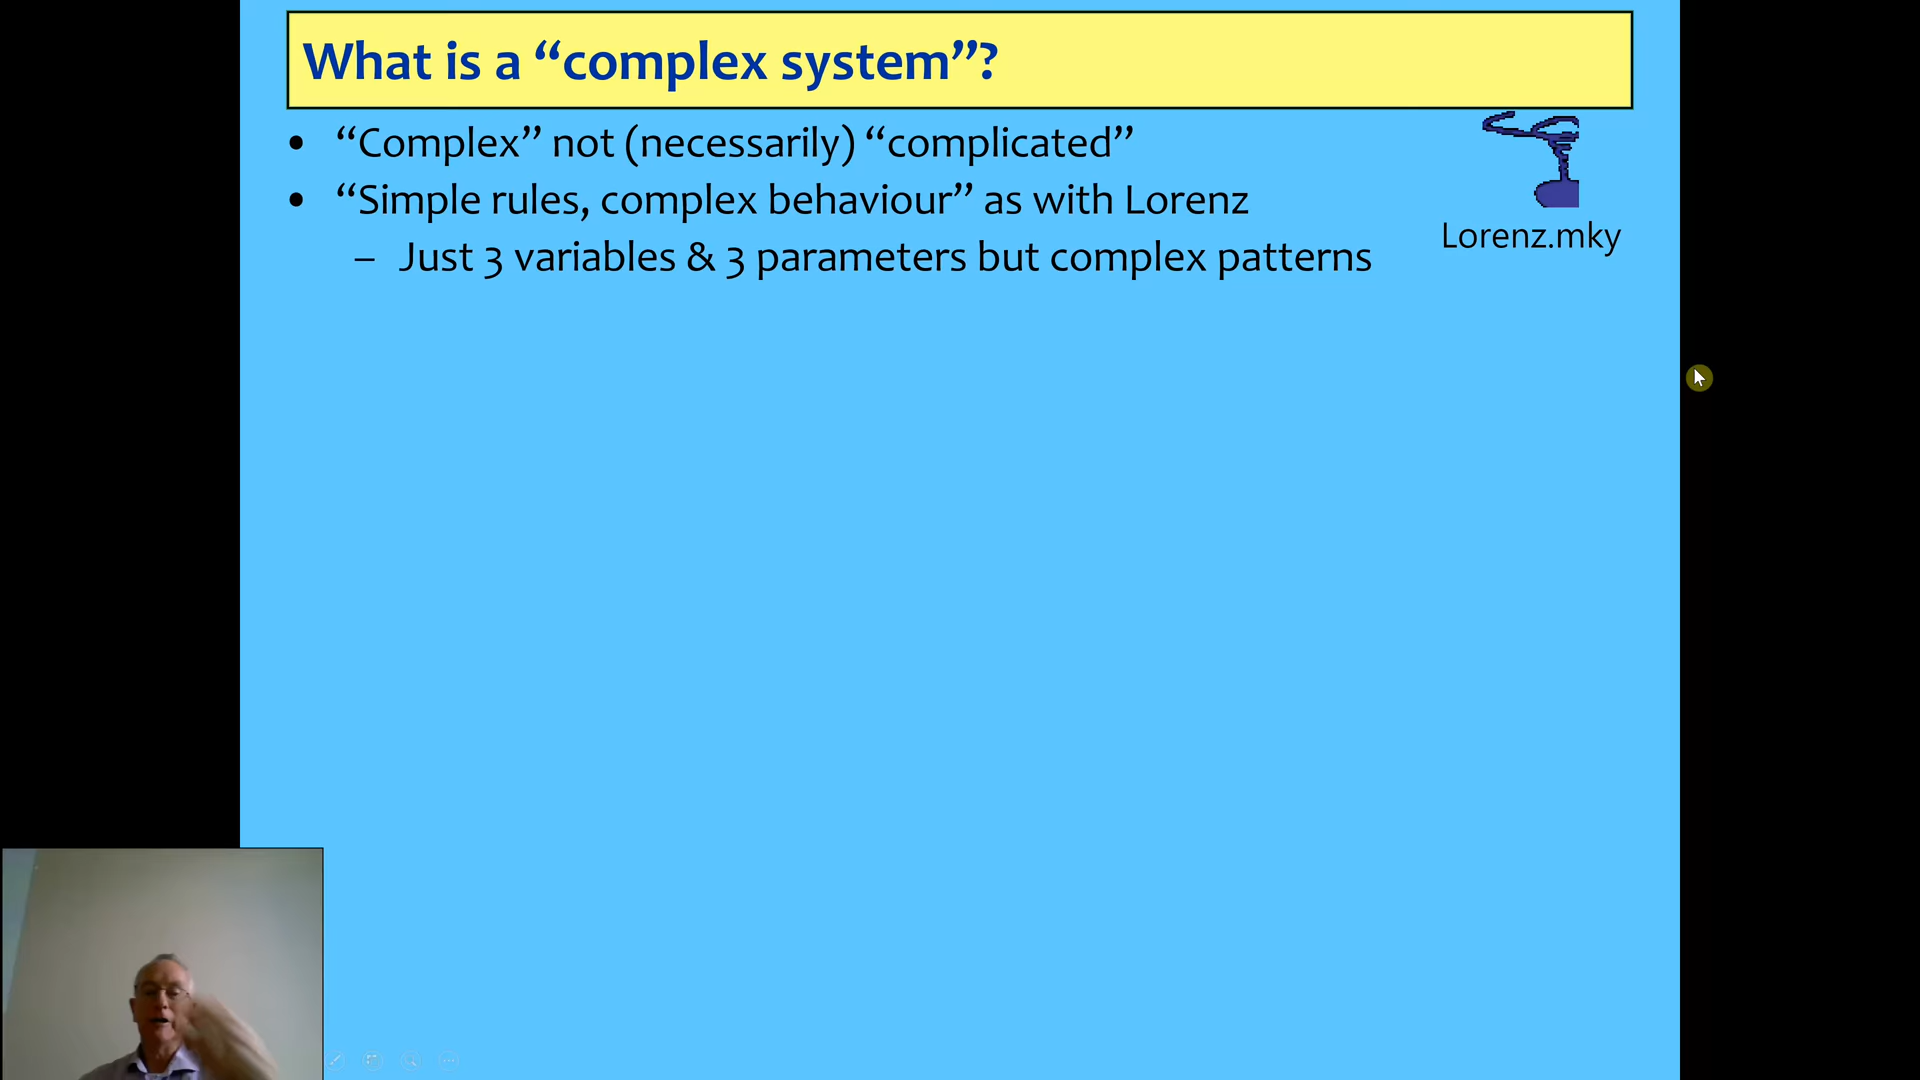 What is a “complex system”?
• “Complex” not (necessarily) “complicated”
• “Simple rules, complex behaviour” as with Lorenz
– Just 3 variables & 3 parameters but complex patterns
Lorenz.mky